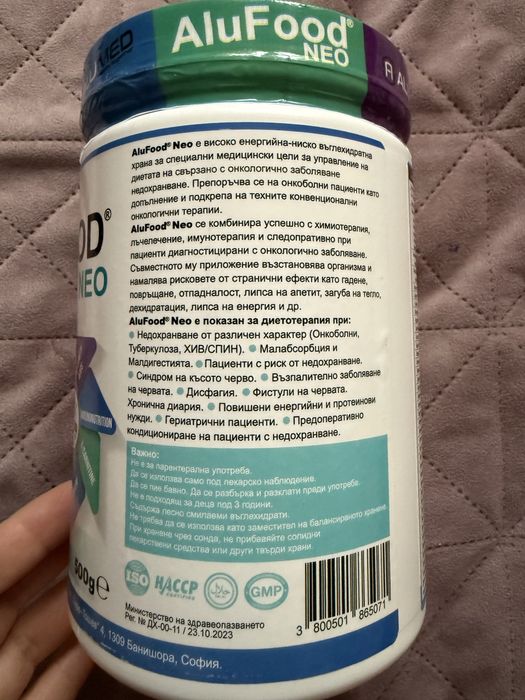 MED
AluFood®
NEO
R AL
AluFood® Neo е високо енергийна-ниско въглехидратна
храна за специални медицински цели за управление на
диетата на свързано с онкологично заболяване
недохранване. Препоръчва се на онкоболни пациенти като
допълнение и подкрепа на техните конвенционални
онкологични терапии.
AluFood® Neo се комбинира успешно с химиотерапия,
лъчелечение, имунотерапия и следопративно при
пациенти диагностицирани с онкологично заболяване.
Съвместното му приложение възстановява организма и
намалява рисковете от странични ефекти като гадене,
повръщане, отпадналост, липса на апетит, загуба на тегло,
дехидратация, липса на енергия и др.
AluFood® Neo е показан за диетотерапия при:
● Недохранване от различен характер (Онкоболни,
Туберкулоза, ХИВ/СПИН). ● Малабсорбция и
Малдигестията. ● Пациенти с риск от недохранване.
● Синдром на късото черво. ● Възпалително заболяване
на червата. ● Дисфагия. ● Фистули на червата.
Хронична диария. ● Повишени енергийни и протеинови
нужди. ● Гериатрични пациенти. ● Предоперативно
кондициониране на пациенти с недохранване.
OOD®
NEO
Важно:
Не е за парентерална употреба.
Да се използва само под лекарско наблюдение.
Да се пие бавно. Да се разбърка и разклати преди употреба.
Не е подходящ за деца под 3 години.
Съдържа лесно смилаеми въглехидрати.
Не трябва да се използва като заместител на балансираното хранене.
При хранене чрез сонда, не прибавяйте солидни
лекарствени средства или други твърди храни.
600g℮
ISO
HACCP
CERTIFIED
GMP
3 800501 865071
Министерство на здравеопазването
Рег. № ДХ-00-11 / 23.10.2023
4, 1309 Банишора, София.